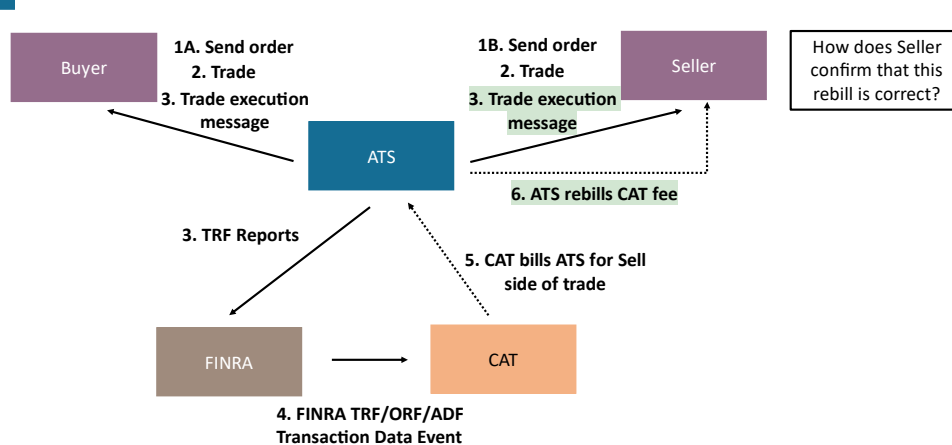 Buyer
1A. Send order
2. Trade
3. Trade execution
message
1B. Send order
2. Trade
3. Trade execution
message
Seller
How does Seller
confirm that this
rebill is correct?
ATS
6. ATS rebills CAT fee
3. TRF Reports
5. CAT bills ATS for Sell
side of trade
FINRA
CAT
4. FINRA TRF/ORF/ADF
Transaction Data Event